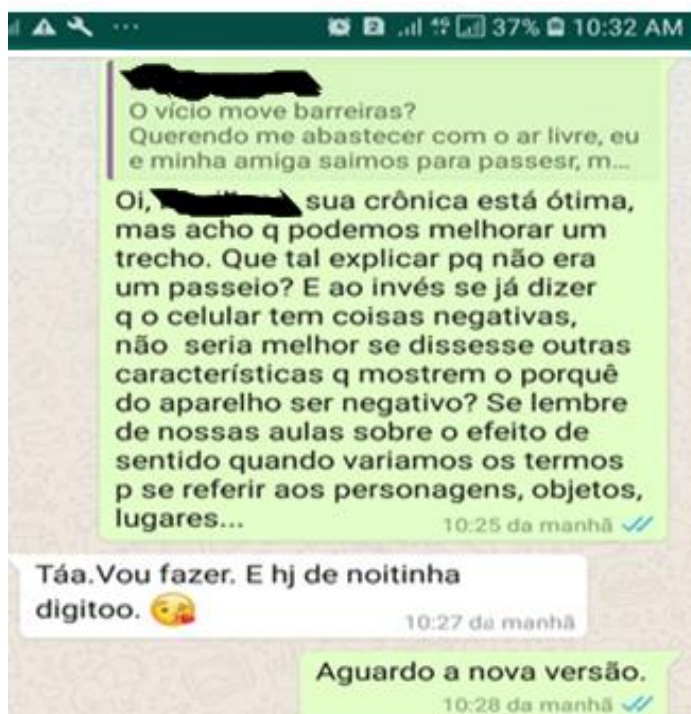 ... 49 37% 10:32 AM
O vício move barreiras?
Querendo me abastecer com o ar livre, eu
e minha amiga saimos para passesr, m...
Oi, sua crônica está ótima,
mas acho q podemos melhorar um
trecho. Que tal explicar pq não era
um passeio? E ao invés se já dizer
q o celular tem coisas negativas,
não seria melhor se dissesse outras
características q mostrem o porquê
do aparelho ser negativo? Se lembre
de nossas aulas sobre o efeito de
sentido quando variamos os termos
p se referir aos personagens, objetos,
lugares...
10:25 da manhã
Táa.Vou fazer. E hj de noitinha
digitoo. 😘
10:27 da manhã
Aguardo a nova versão.
10:28 da manhã